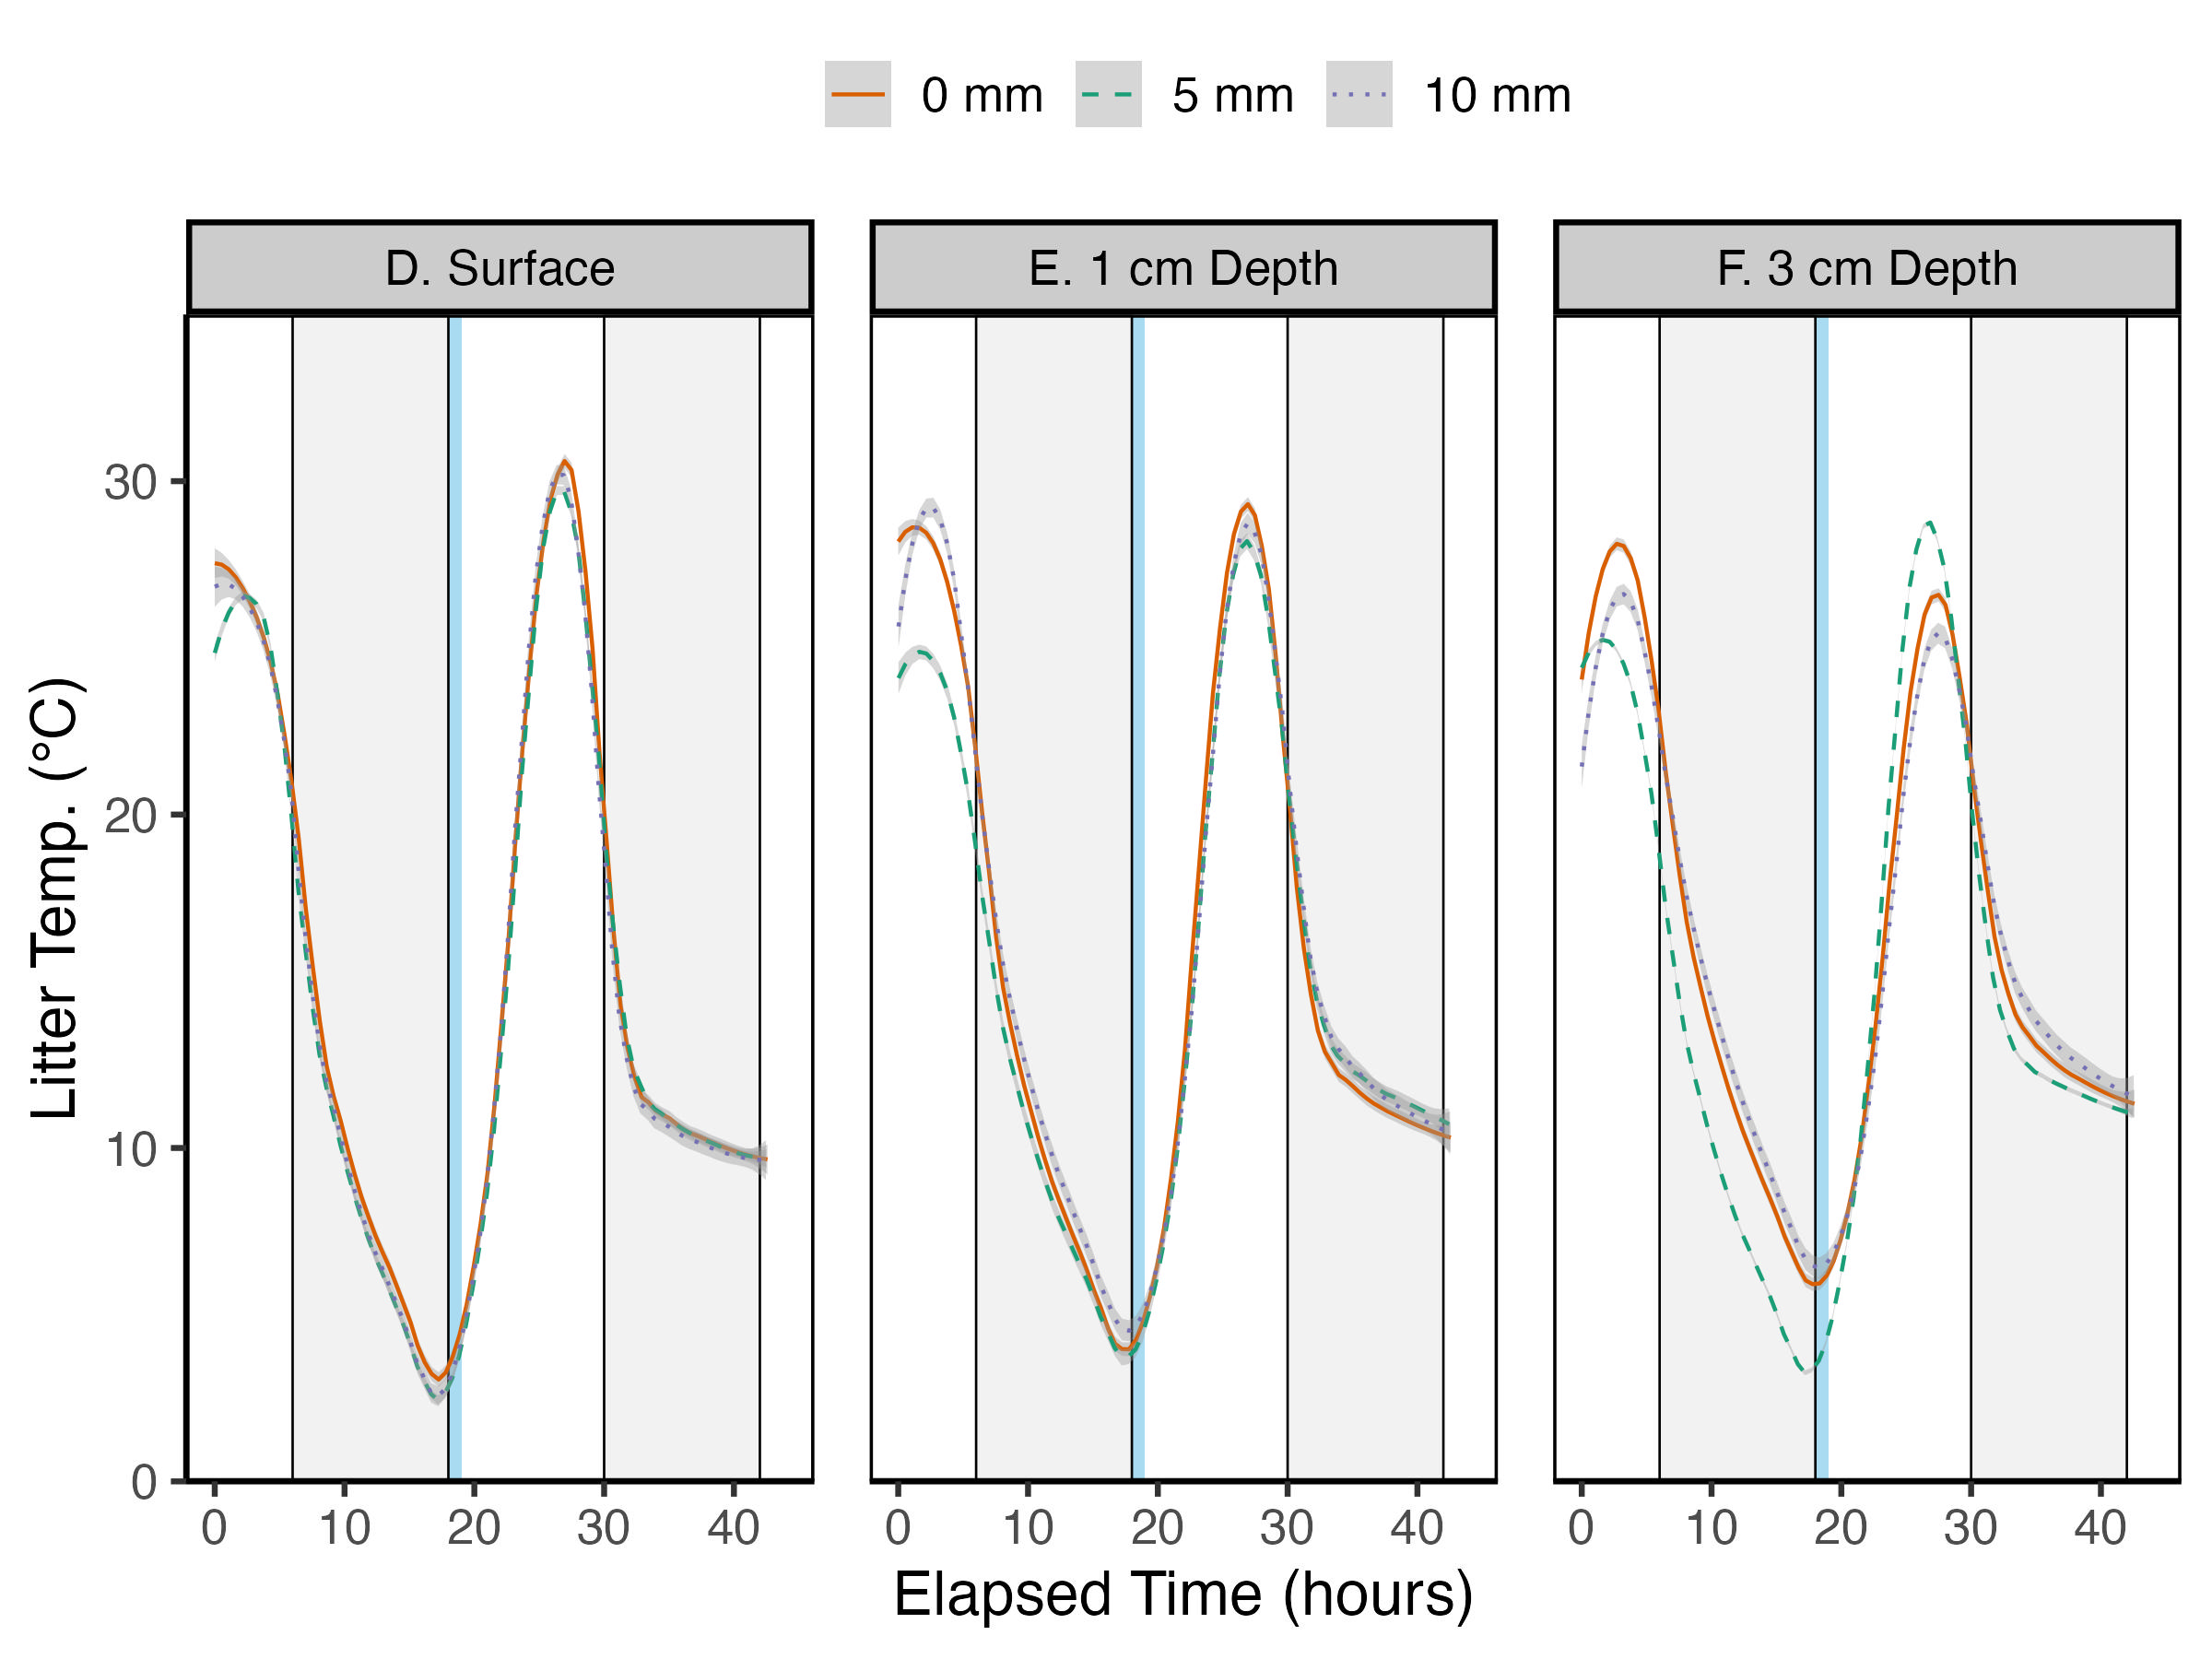 0 mm 5 mm 10 mm
D. Surface E. 1 cm Depth F. 3 cm Depth
Litter Temp. (°C)
30
20
10
0
0 10 20 30 40 0 10 20 30 40 0 10 20 30 40
Elapsed Time (hours)